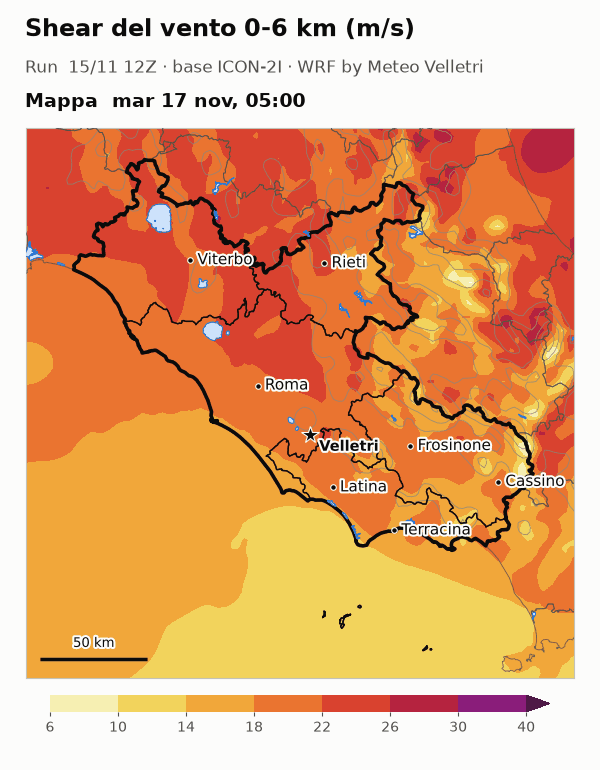 Shear del vento 0-6 km (m/s)
Run  15/11 12Z · base ICON-2I · WRF by Meteo Velletri
Mappa  mar 17 nov, 05:00
Viterbo
Rieti
Roma
Velletri
Frosinone
Latina
Cassino
Terracina
50 km
6 10 14 18 22 26 30 40